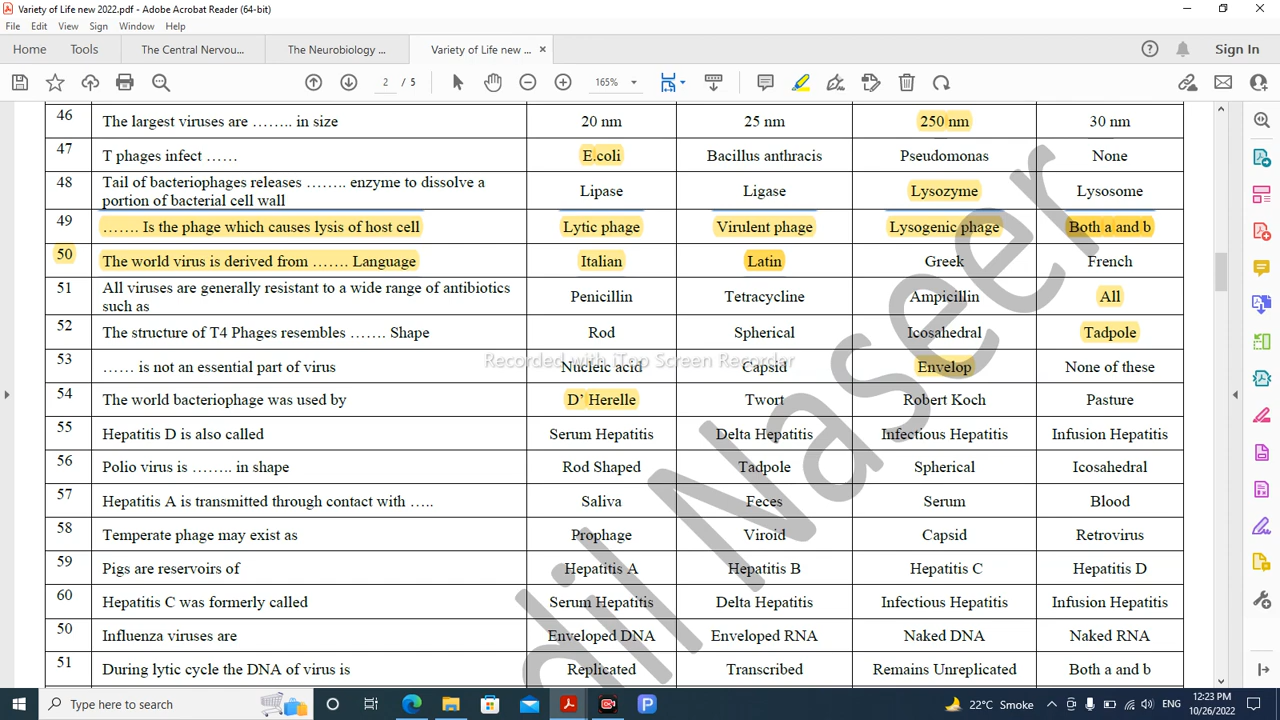 Variety of Life new 2022.pdf - Adobe Acrobat Reader (64-bit)
File Edit View Sign Window Help
Home Tools The Central Nervou... The Neurobiology ... Variety of Life new ... × Sign In
2 / 5 165%
46 The largest viruses are …….. in size 20 nm 25 nm 250 nm 30 nm
47 T phages infect …… E.coli Bacillus anthracis Pseudomonas None
48 Tail of bacteriophages releases …….. enzyme to dissolve a portion of bacterial cell wall Lipase Ligase Lysozyme Lysosome
49 ……. Is the phage which causes lysis of host cell Lytic phage Virulent phage Lysogenic phage Both a and b
50 The world virus is derived from ……. Language Italian Latin Greek French
51 All viruses are generally resistant to a wide range of antibiotics such as Penicillin Tetracycline Ampicillin All
52 The structure of T4 Phages resembles ……. Shape Rod Spherical Icosahedral Tadpole
Recorded with iTop Screen Recorder
53 …… is not an essential part of virus Nucleic acid Capsid Envelop None of these
54 The world bacteriophage was used by D' Herelle Twort Robert Koch Pasture
55 Hepatitis D is also called Serum Hepatitis Delta Hepatitis Infectious Hepatitis Infusion Hepatitis
56 Polio virus is …….. in shape Rod Shaped Tadpole Spherical Icosahedral
57 Hepatitis A is transmitted through contact with ….. Saliva Feces Serum Blood
58 Temperate phage may exist as Prophage Viroid Capsid Retrovirus
59 Pigs are reservoirs of Hepatitis A Hepatitis B Hepatitis C Hepatitis D
60 Hepatitis C was formerly called Serum Hepatitis Delta Hepatitis Infectious Hepatitis Infusion Hepatitis
50 Influenza viruses are Enveloped DNA Enveloped RNA Naked DNA Naked RNA
51 During lytic cycle the DNA of virus is Replicated Transcribed Remains Unreplicated Both a and b
dil Naseer
Type here to search 22°C Smoke ENG 12:23 PM
10/26/2022